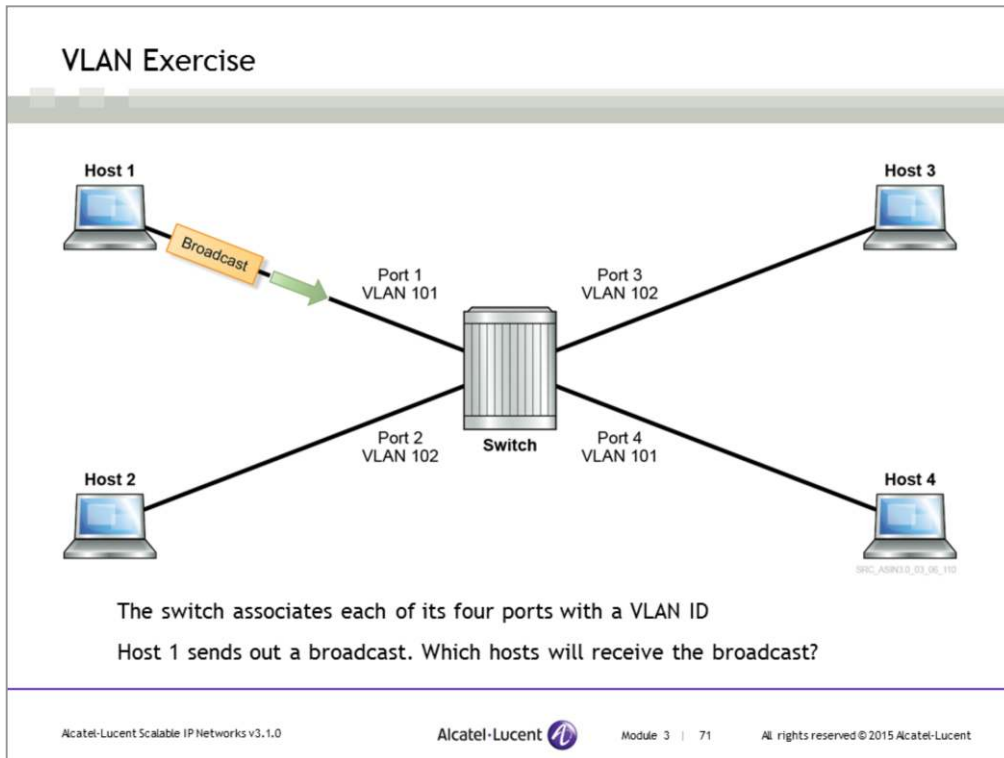 VLAN Exercise
Host 1
Host 3
Broadcast
Port 1
VLAN 101
Port 3
VLAN 102
Port 2
VLAN 102
Switch
Port 4
VLAN 101
Host 2
Host 4
SRC_ASIN3.0_03_06_110
The switch associates each of its four ports with a VLAN ID
Host 1 sends out a broadcast. Which hosts will receive the broadcast?
Alcatel-Lucent Scalable IP Networks v3.1.0
Alcatel·Lucent
Module 3 | 71
All rights reserved © 2015 Alcatel-Lucent